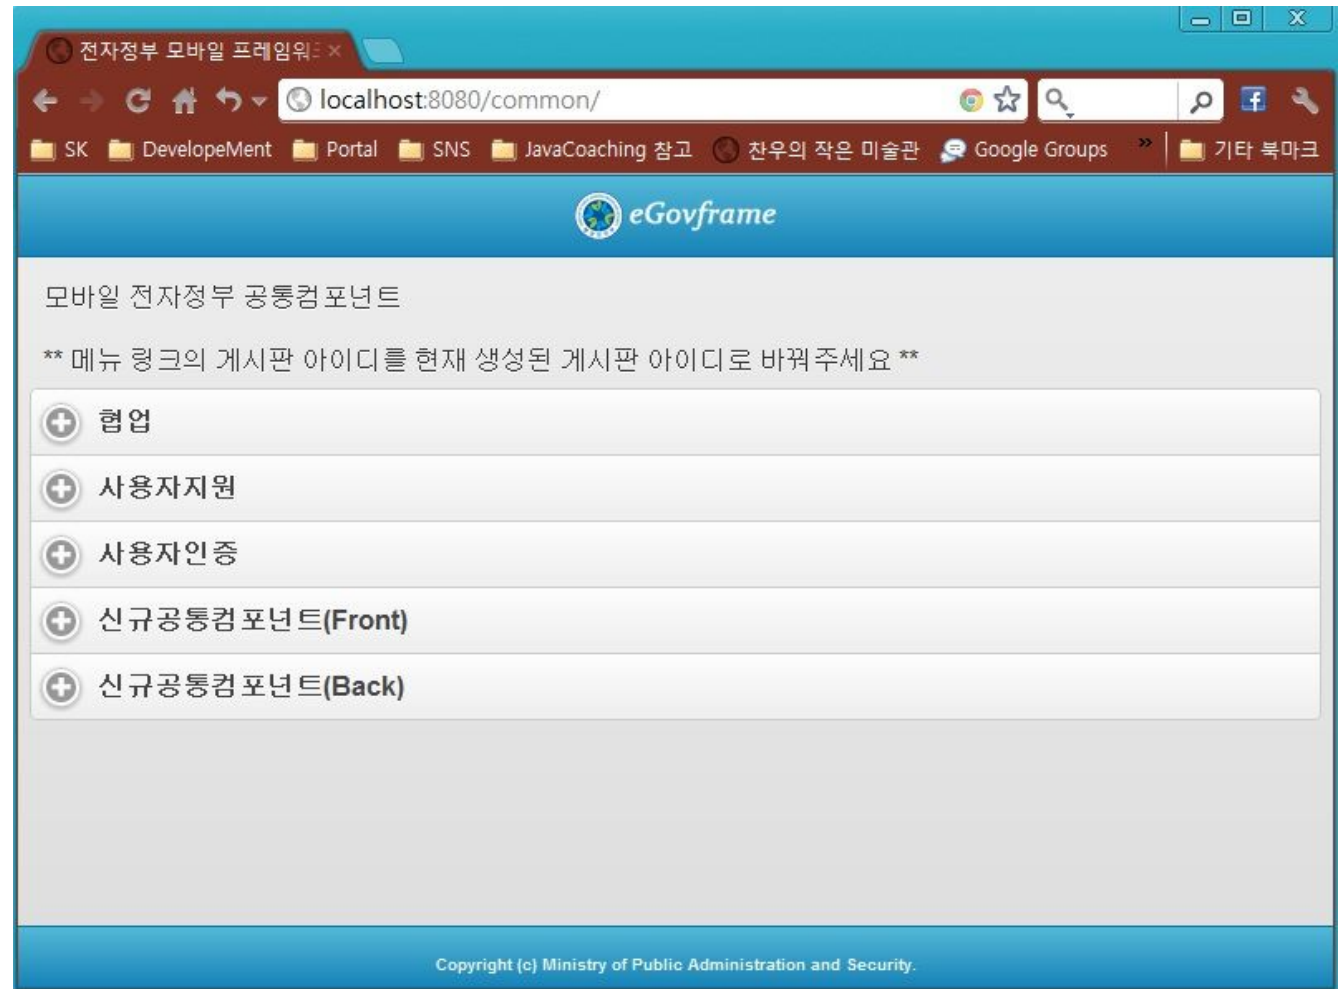 전자정부 모바일 프레임워
localhost:8080/common/
SK DevelopeMent Portal SNS JavaCoaching 참고 찬우의 작은 미술관 Google Groups » 기타 북마크
eGovframe
모바일 전자정부 공통컴포넌트
** 메뉴 링크의 게시판 아이디를 현재 생성된 게시판 아이디로 바꿔주세요 **
협업
사용자지원
사용자인증
신규공통컴포넌트(Front)
신규공통컴포넌트(Back)
Copyright (c) Ministry of Public Administration and Security.